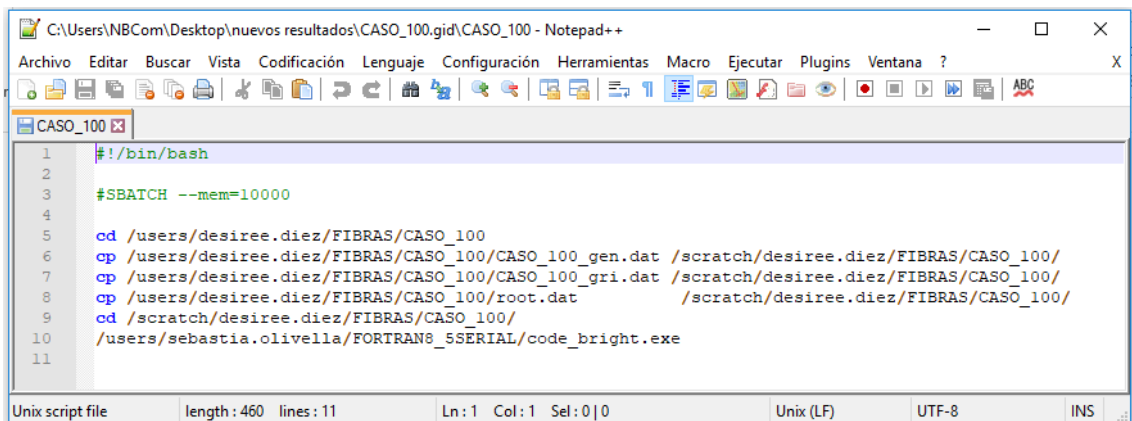 C:\Users\NBCom\Desktop\nuevos resultados\CASO_100.gid\CASO_100 - Notepad++
Archivo Editar Buscar Vista Codificación Lenguaje Configuración Herramientas Macro Ejecutar Plugins Ventana ? X
ABC
CASO_100
1 #!/bin/bash
2
3 #SBATCH --mem=10000
4
5 cd /users/desiree.diez/FIBRAS/CASO_100
6 cp /users/desiree.diez/FIBRAS/CASO_100/CASO_100_gen.dat /scratch/desiree.diez/FIBRAS/CASO_100/
7 cp /users/desiree.diez/FIBRAS/CASO_100/CASO_100_gri.dat /scratch/desiree.diez/FIBRAS/CASO_100/
8 cp /users/desiree.diez/FIBRAS/CASO_100/root.dat /scratch/desiree.diez/FIBRAS/CASO_100/
9 cd /scratch/desiree.diez/FIBRAS/CASO_100/
10 /users/sebastia.olivella/FORTRAN8_5SERIAL/code_bright.exe
11
Unix script file length : 460 lines : 11 Ln : 1 Col : 1 Sel : 0 | 0 Unix (LF) UTF-8 INS